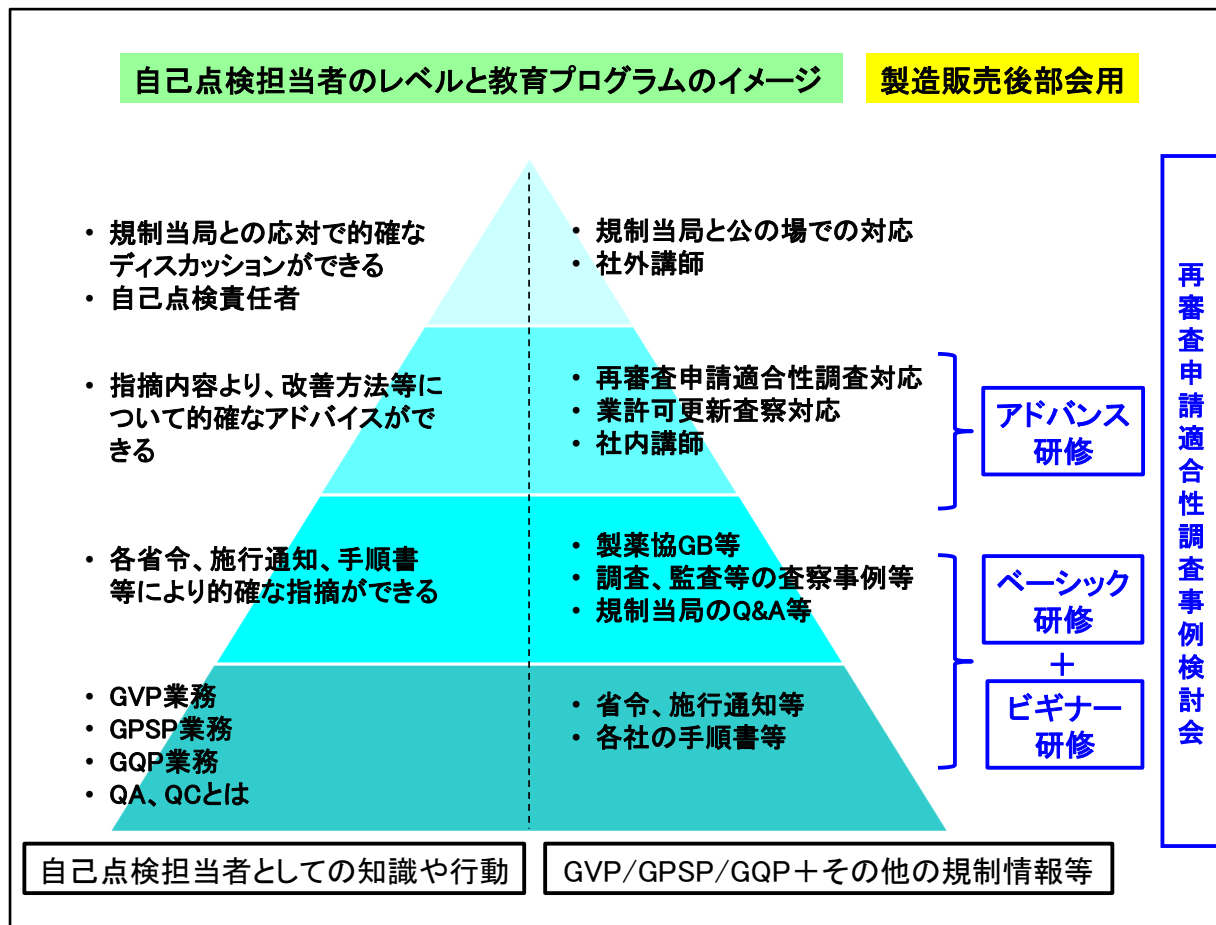 自己点検担当者のレベルと教育プログラムのイメージ
製造販売後部会用
・ 規制当局との応対で的確な
ディスカッションができる
・ 自己点検責任者
・ 規制当局と公の場での対応
・ 社外講師
・ 指摘内容より、改善方法等に
ついて的確なアドバイスがで
きる
・ 再審査申請適合性調査対応
・ 業許可更新査察対応
・ 社内講師
アドバンス
研修
・ 各省令、施行通知、手順書
等により的確な指摘ができる
・ 製薬協GB等
・ 調査、監査等の査察事例等
・ 規制当局のQ&A等
ベーシック
研修
＋
ビギナー
研修
・ GVP業務
・ GPSP業務
・ GQP業務
・ QA、QCとは
・ 省令、施行通知等
・ 各社の手順書等
再審査申請適合性調査事例検討会
自己点検担当者としての知識や行動
GVP/GPSP/GQP＋その他の規制情報等